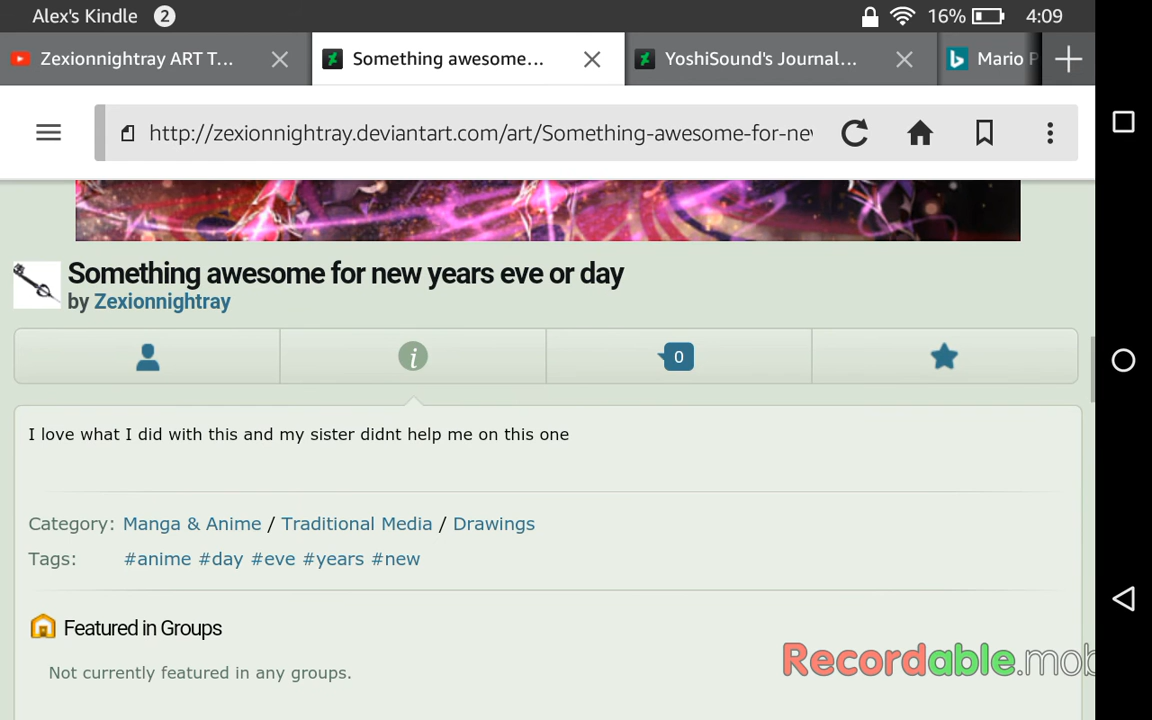 Alex's Kindle 2 16% 4:09
Zexionnightray ART T... Something awesome... YoshiSound's Journal... Mario P
http://zexionnightray.deviantart.com/art/Something-awesome-for-nev
Something awesome for new years eve or day
by Zexionnightray
0
I love what I did with this and my sister didnt help me on this one
Category: Manga & Anime / Traditional Media / Drawings
Tags: #anime #day #eve #years #new
Featured in Groups
Recordable.mob
Not currently featured in any groups.